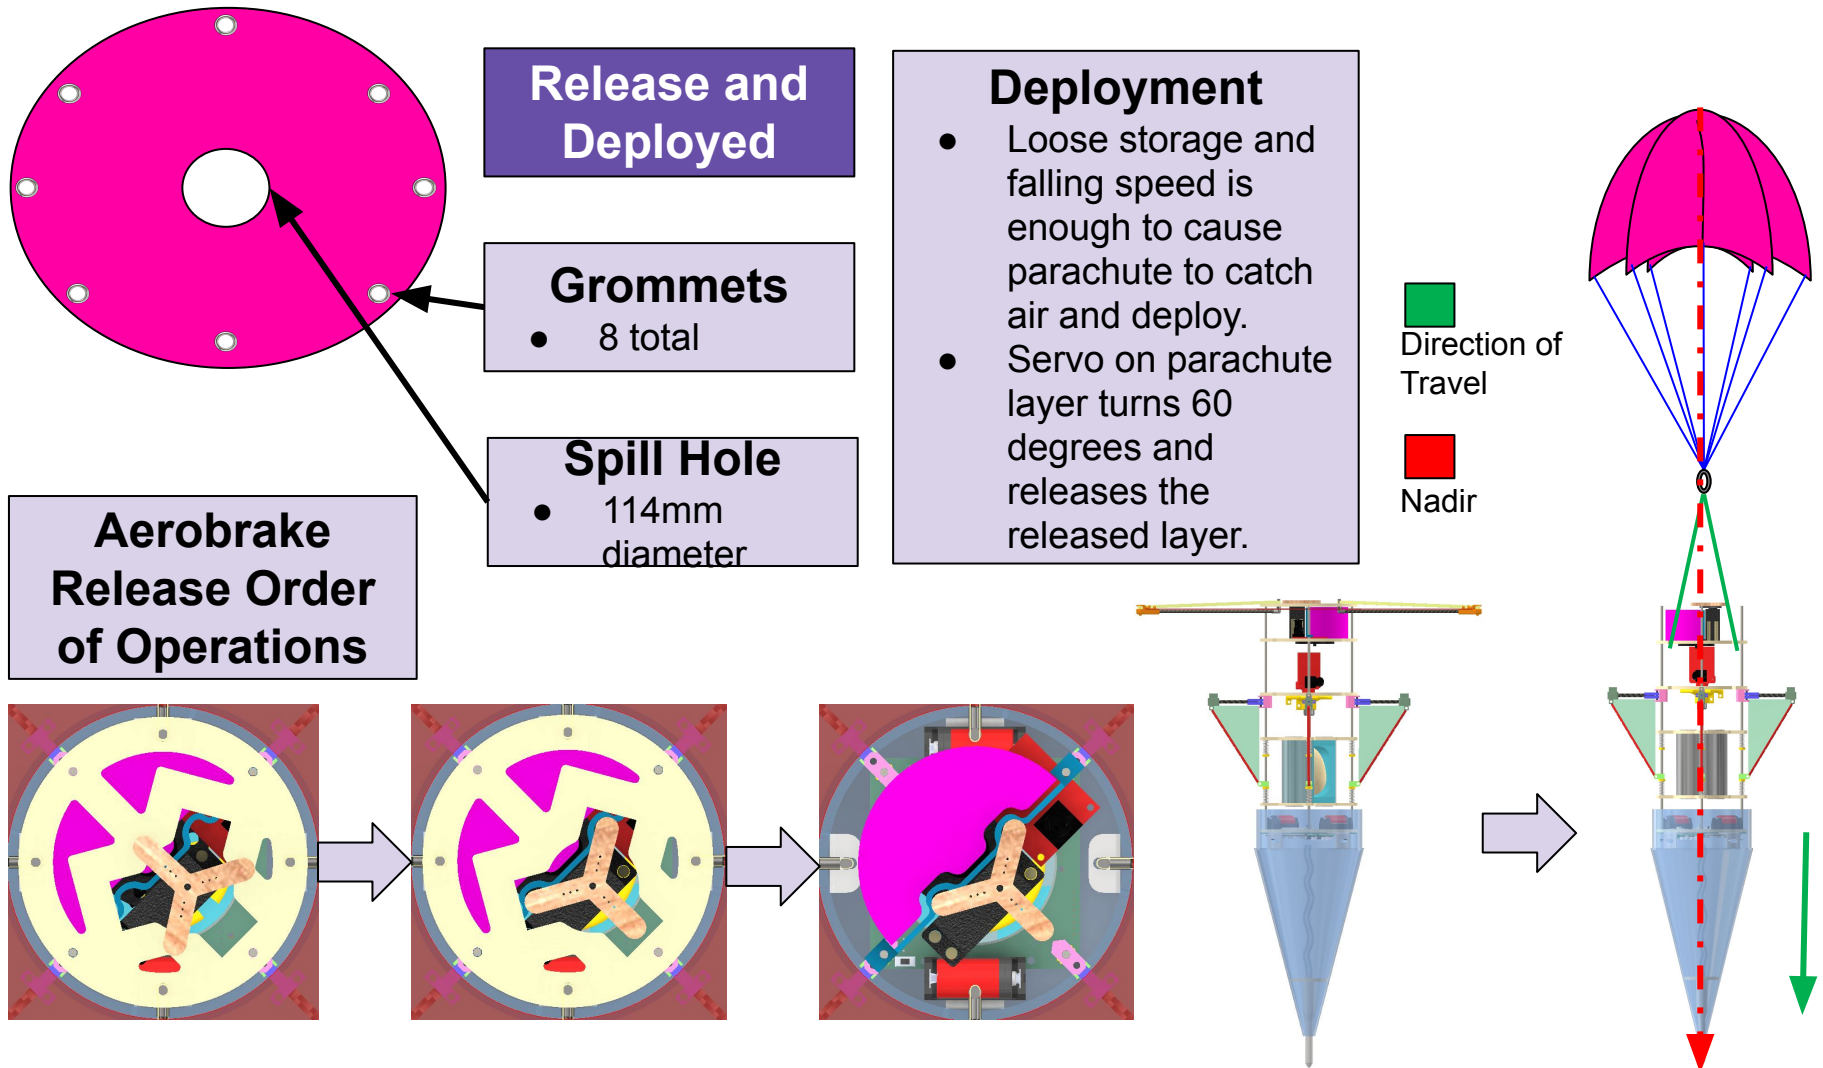 Release and
Deployed
Grommets
● 8 total
Spill Hole
● 114mm
diameter
Deployment
● Loose storage and
falling speed is
enough to cause
parachute to catch
air and deploy.
● Servo on parachute
layer turns 60
degrees and
releases the
released layer.
Direction of
Travel
Nadir
Aerobrake
Release Order
of Operations